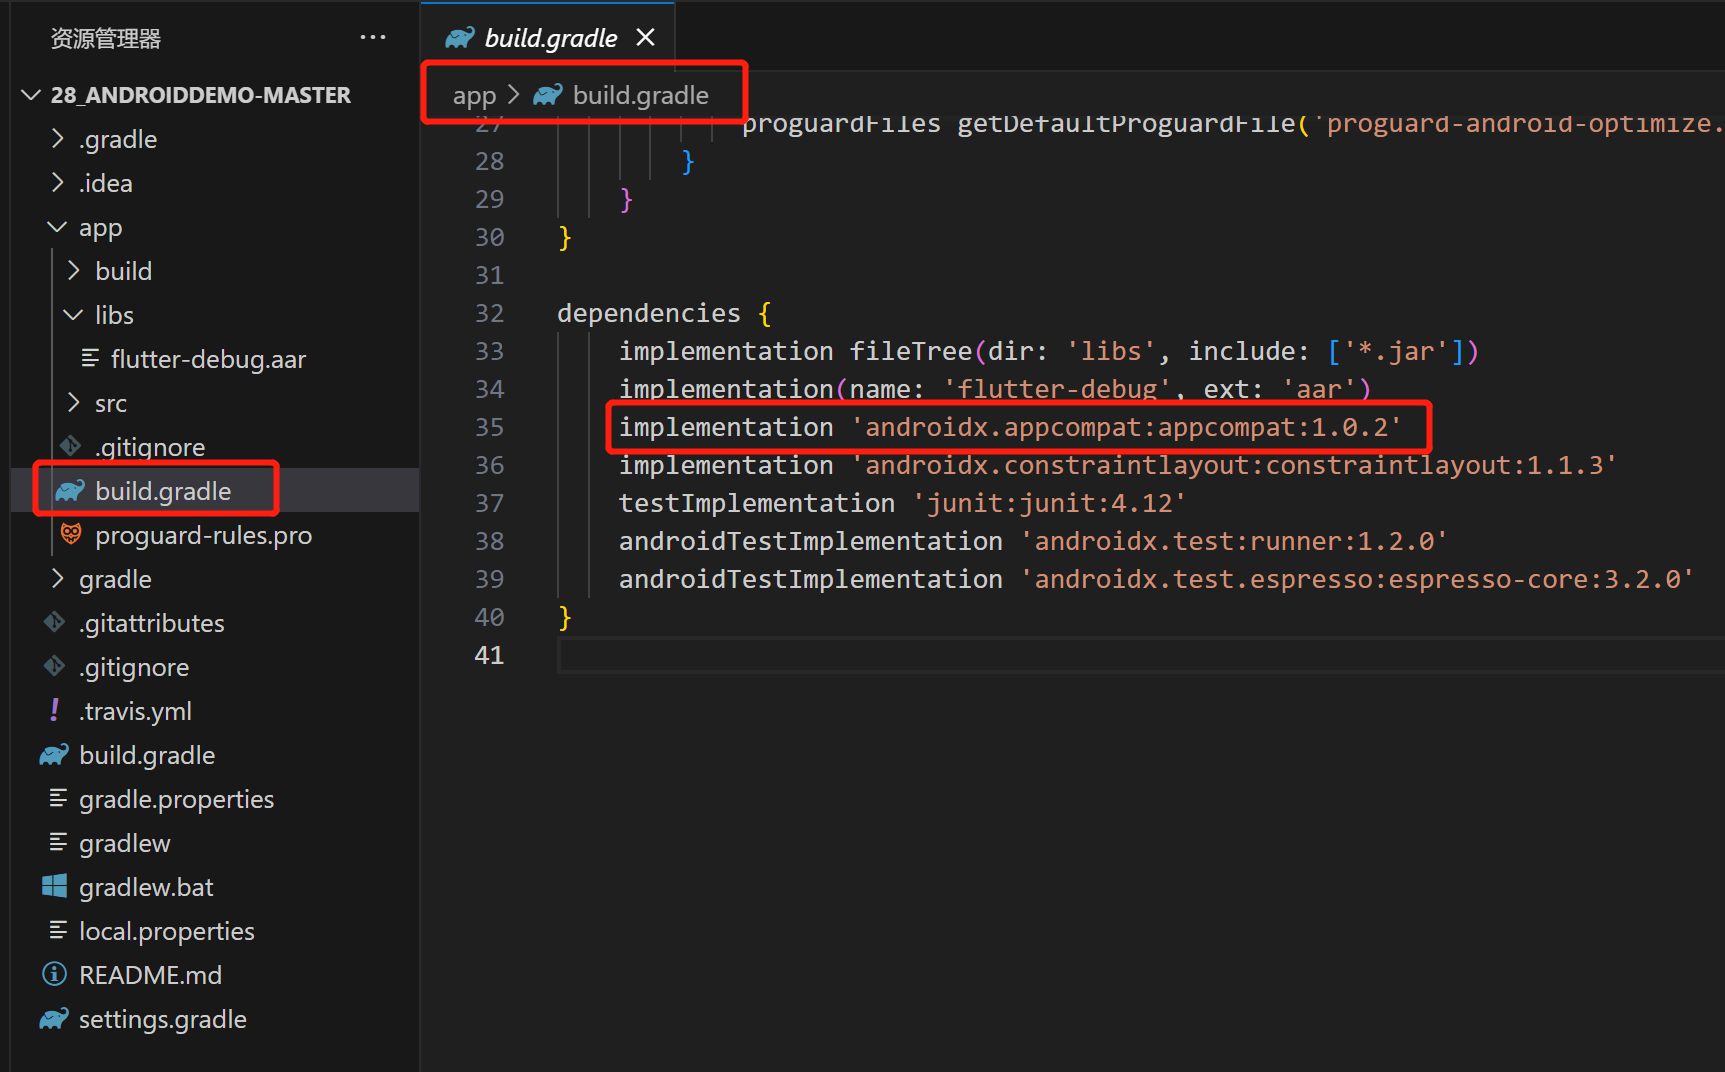 资源管理器
28_ANDROIDDEMO-MASTER
.gradle
.idea
app
build
libs
flutter-debug.aar
src
.gitignore
build.gradle
proguard-rules.pro
gradle
.gitattributes
.gitignore
.travis.yml
build.gradle
gradle.properties
gradlew
gradlew.bat
local.properties
README.md
settings.gradle
build.gradle
app > build.gradle
27 proguardFiles getDefaultProguardFile('proguard-android-optimize.
28 }
29 }
30 }
31
32 dependencies {
33 implementation fileTree(dir: 'libs', include: ['*.jar'])
34 implementation(name: 'flutter-debug', ext: 'aar')
35 implementation 'androidx.appcompat:appcompat:1.0.2'
36 implementation 'androidx.constraintlayout:constraintlayout:1.1.3'
37 testImplementation 'junit:junit:4.12'
38 androidTestImplementation 'androidx.test:runner:1.2.0'
39 androidTestImplementation 'androidx.test.espresso:espresso-core:3.2.0'
40 }
41